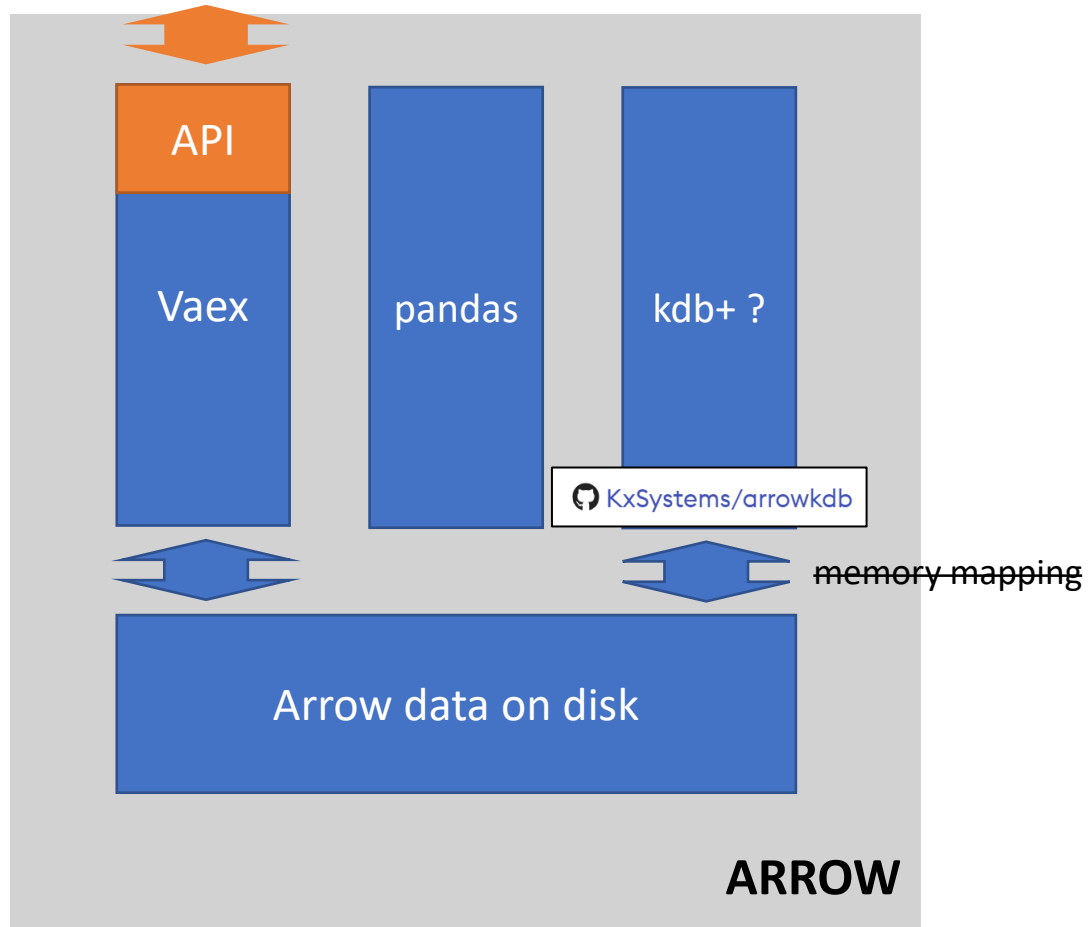 API
Vaex
pandas
kdb+ ?
KxSystems/arrowkdb
memory mapping
Arrow data on disk
ARROW